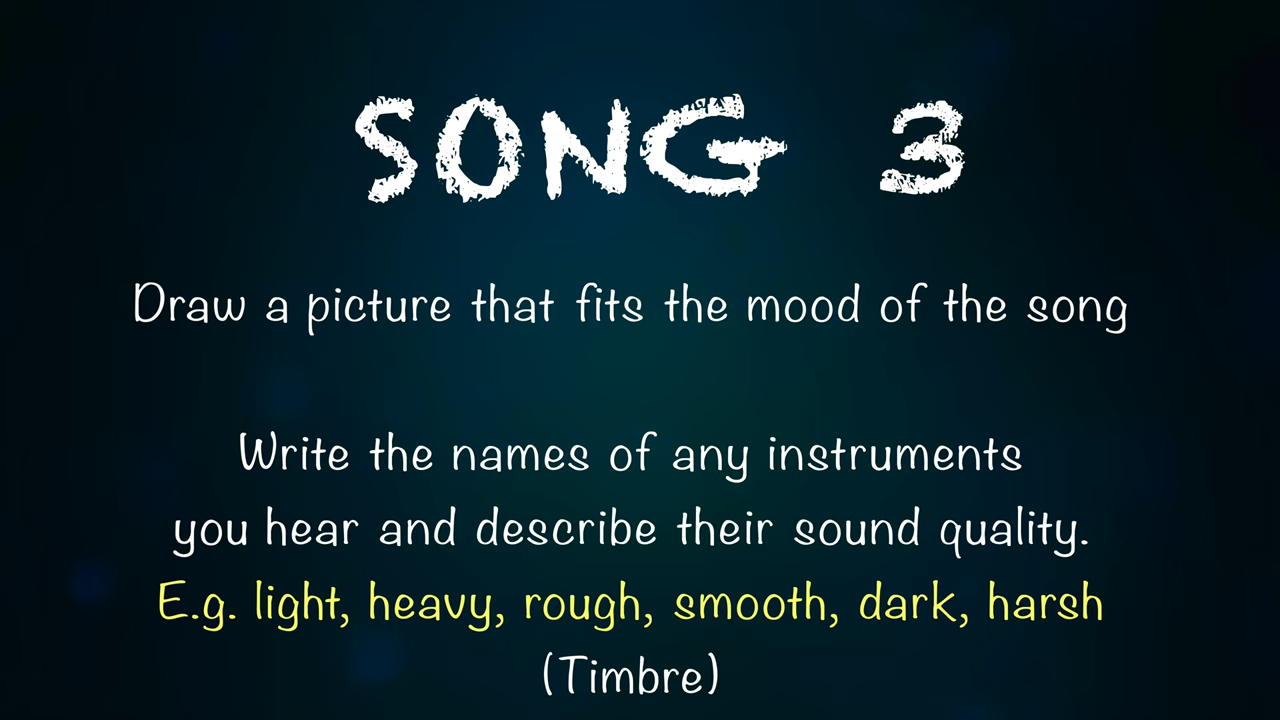 SONG 3
Draw a picture that fits the mood of the song
Write the names of any instruments
you hear and describe their sound quality.
E.g. light, heavy, rough, smooth, dark, harsh
(Timbre)